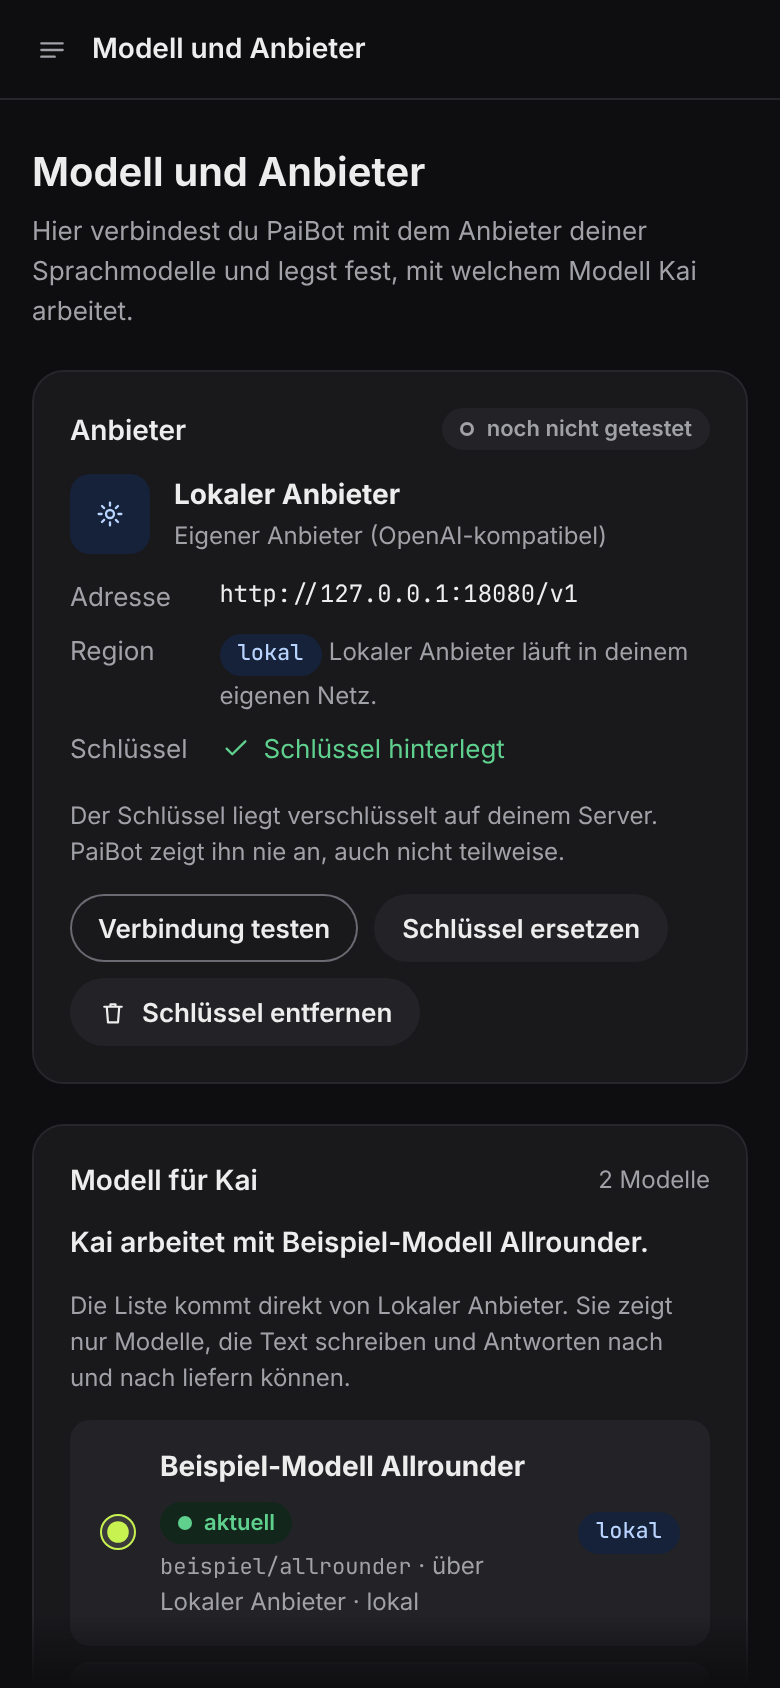 Modell und Anbieter
Modell und Anbieter
Hier verbindest du PaiBot mit dem Anbieter deiner
Sprachmodelle und legst fest, mit welchem Modell Kai
arbeitet.
Anbieter
noch nicht getestet
Lokaler Anbieter
Eigener Anbieter (OpenAI-kompatibel)
Adresse http://127.0.0.1:18080/v1
Region lokal Lokaler Anbieter läuft in deinem
eigenen Netz.
Schlüssel Schlüssel hinterlegt
Der Schlüssel liegt verschlüsselt auf deinem Server.
PaiBot zeigt ihn nie an, auch nicht teilweise.
Verbindung testen
Schlüssel ersetzen
Schlüssel entfernen
Modell für Kai
2 Modelle
Kai arbeitet mit Beispiel-Modell Allrounder.
Die Liste kommt direkt von Lokaler Anbieter. Sie zeigt
nur Modelle, die Text schreiben und Antworten nach
und nach liefern können.
Beispiel-Modell Allrounder
aktuell
beispiel/allrounder · über
Lokaler Anbieter · lokal
lokal